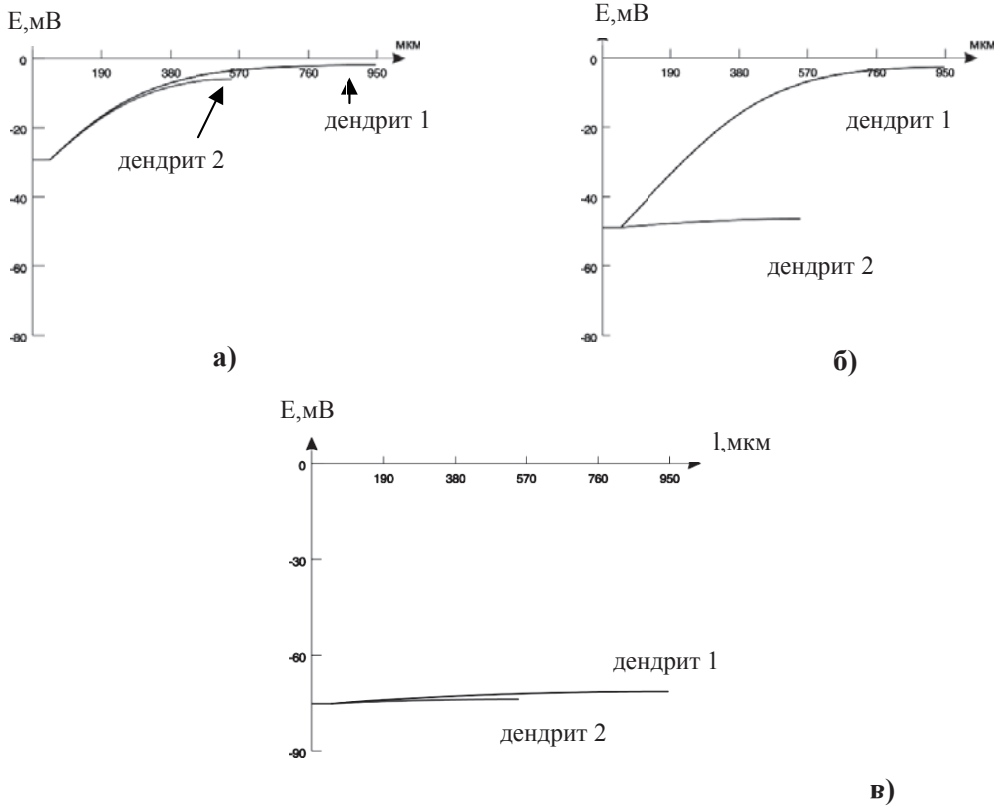 Е,мВ
0 190 380 570 760 950 мкм
-20
-40
-60
-80
дендрит 1
дендрит 2
а)
Е,мВ
0 190 380 570 760 950 мкм
-20
-40
-60
-80
дендрит 1
дендрит 2
б)
Е,мВ
l,мкм
0 190 380 570 760 950
-30
-60
-90
дендрит 1
дендрит 2
в)